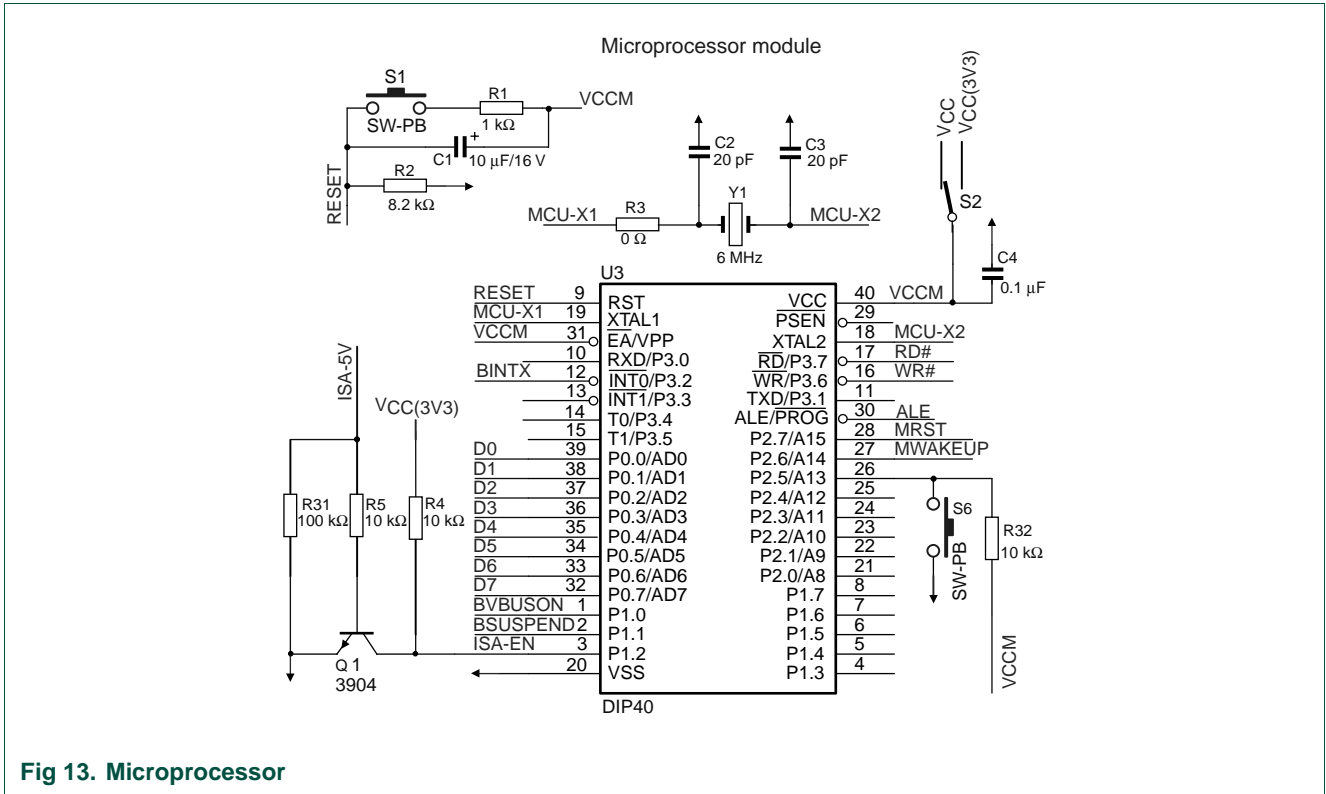 Microprocessor module
S1
SW-PB
R1
1 kΩ
VCCM
C1
+
10 μF/16 V
R2
8.2 kΩ
RESET
C2
20 pF
C3
20 pF
MCU-X1
R3
0 Ω
Y1
6 MHz
MCU-X2
VCC
VCC(3V3)
S2
C4
0.1 μF
U3
RESET 9 RST
MCU-X1 19 XTAL1
VCCM 31 EA/VPP
10 RXD/P3.0
BINTX 12 INT0/P3.2
13 INT1/P3.3
14 T0/P3.4
15 T1/P3.5
D0 39 P0.0/AD0
D1 38 P0.1/AD1
D2 37 P0.2/AD2
D3 36 P0.3/AD3
D4 35 P0.4/AD4
D5 34 P0.5/AD5
D6 33 P0.6/AD6
D7 32 P0.7/AD7
BVBUSON 1 P1.0
BSUSPEND 2 P1.1
ISA-EN 3 P1.2
20 VSS
VCC 40 VCCM
PSEN 29
XTAL2 18 MCU-X2
RD/P3.7 17 RD#
WR/P3.6 16 WR#
TXD/P3.1 11
ALE/PROG 30 ALE
P2.7/A15 28 MRST
P2.6/A14 27 MWAKEUP
P2.5/A13 26
P2.4/A12 25
P2.3/A11 24
P2.2/A10 23
P2.1/A9 22
P2.0/A8 21
P1.7 8
P1.6 7
P1.5 6
P1.4 5
P1.3 4
DIP40
ISA-5V
VCC(3V3)
R31
100 kΩ
R5
10 kΩ
R4
10 kΩ
Q1
3904
S6
SW-PB
R32
10 kΩ
VCCM
Fig 13. Microprocessor